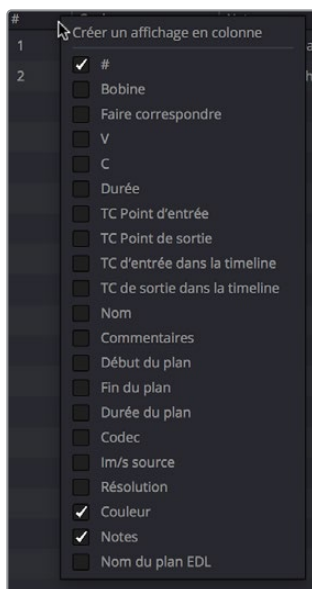 #
Créer un affichage en colonne
1
#
2
Bobine
Faire correspondre
V
C
Durée
TC Point d'entrée
TC Point de sortie
TC d'entrée dans la timeline
TC de sortie dans la timeline
Nom
Commentaires
Début du plan
Fin du plan
Durée du plan
Codec
Im/s source
Résolution
Couleur
Notes
Nom du plan EDL